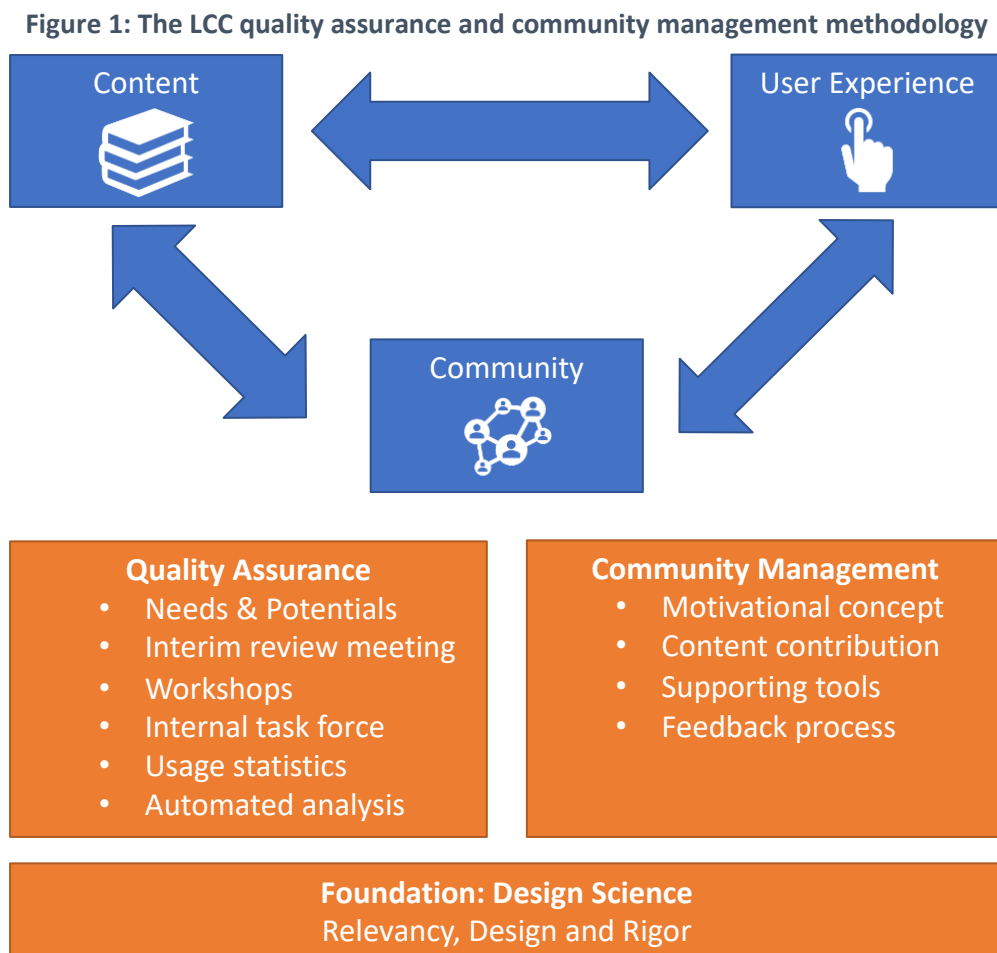 Figure 1: The LCC quality assurance and community management methodology
Content
User Experience
Community
Quality Assurance
• Needs & Potentials
• Interim review meeting
• Workshops
• Internal task force
• Usage statistics
• Automated analysis
Community Management
• Motivational concept
• Content contribution
• Supporting tools
• Feedback process
Foundation: Design Science
Relevancy, Design and Rigor